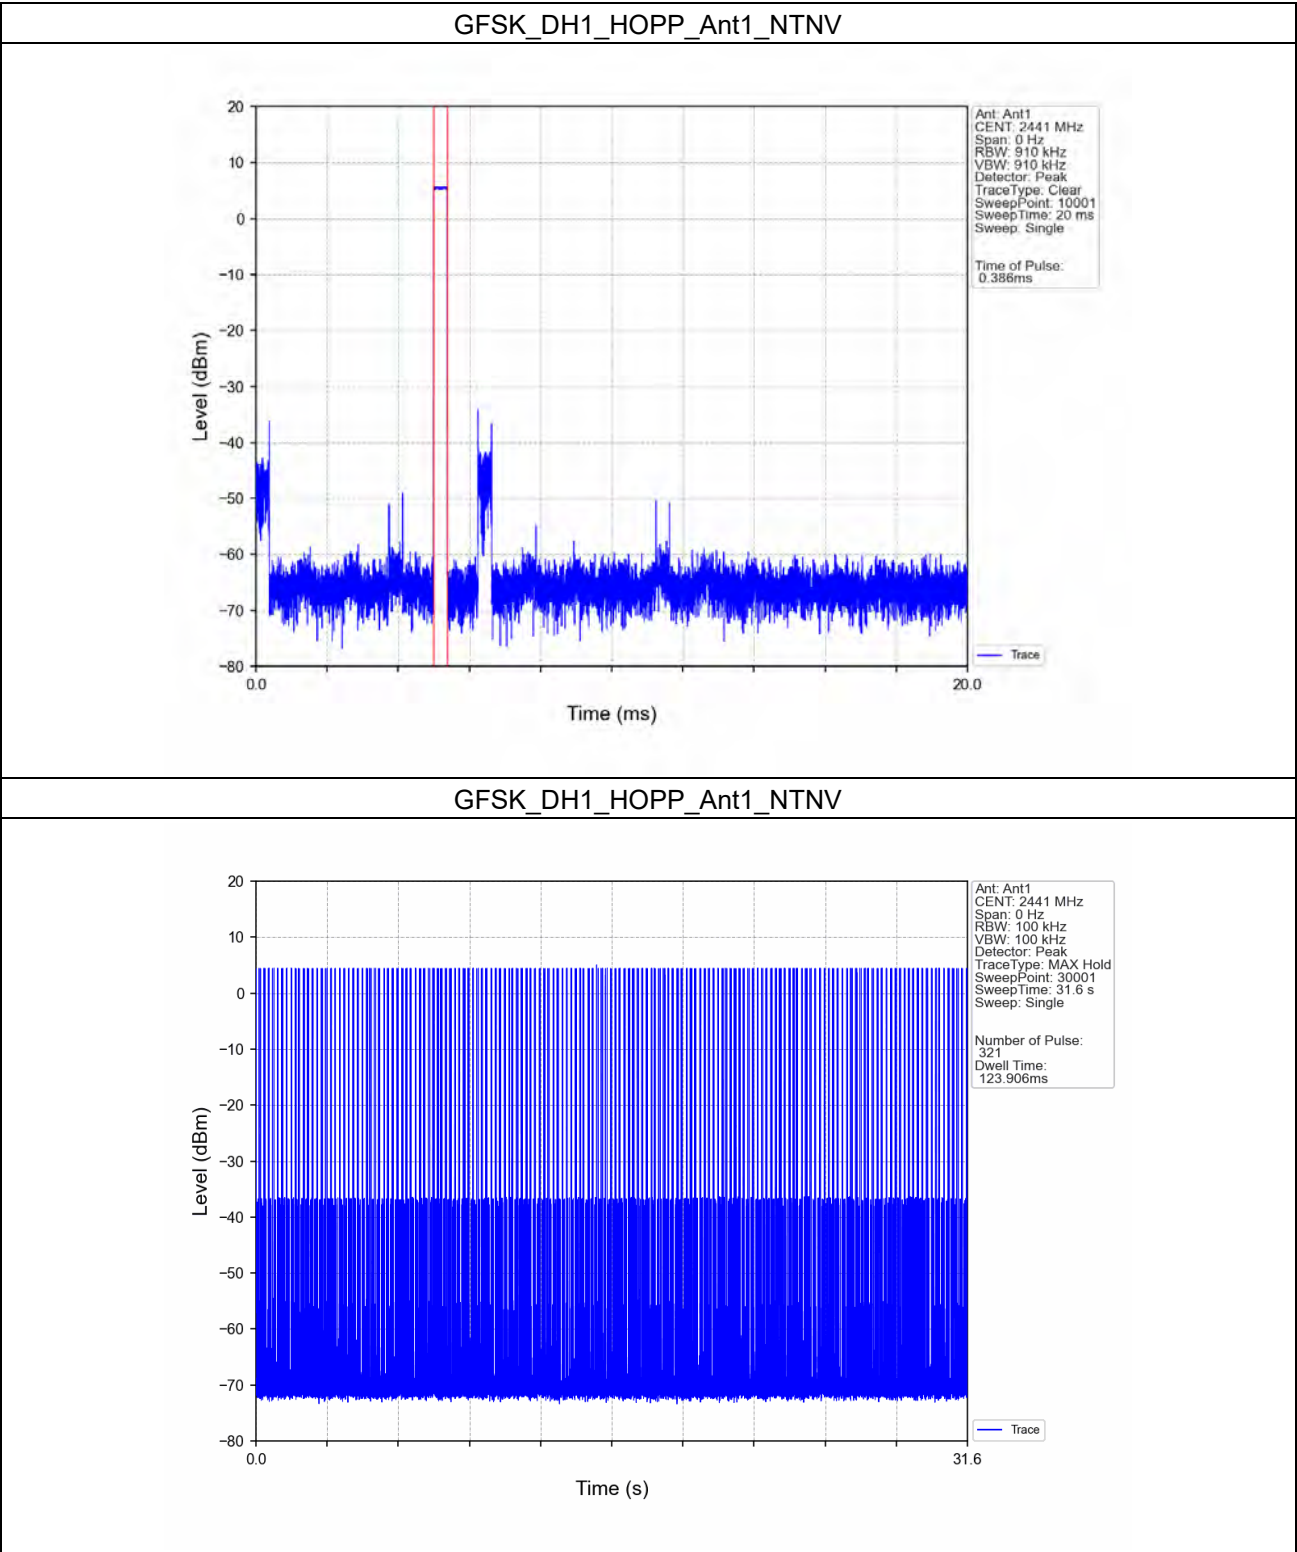 GFSK_DH1_HOPP_Ant1_NTNV
20
10
0
−10
−20
−30
−40
−50
−60
−70
−80
Level (dBm)
0.0
20.0
Time (ms)
Ant: Ant1
CENT: 2441 MHz
Span: 0 Hz
RBW: 910 kHz
VBW: 910 kHz
Detector: Peak
TraceType: Clear
SweepPoint: 10001
SweepTime: 20 ms
Sweep: Single
Time of Pulse:
0.386ms
Trace
GFSK_DH1_HOPP_Ant1_NTNV
20
10
0
−10
−20
−30
−40
−50
−60
−70
−80
Level (dBm)
0.0
31.6
Time (s)
Ant: Ant1
CENT: 2441 MHz
Span: 0 Hz
RBW: 100 kHz
VBW: 100 kHz
Detector: Peak
TraceType: MAX Hold
SweepPoint: 30001
SweepTime: 31.6 s
Sweep: Single
Number of Pulse:
321
Dwell Time:
123.906ms
Trace